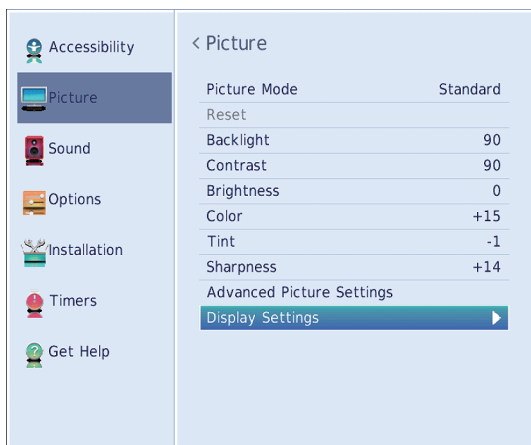 Accessibility
Picture
Sound
Options
Installation
Timers
Get Help
< Picture
Picture Mode Standard
Reset
Backlight 90
Contrast 90
Brightness 0
Color +15
Tint -1
Sharpness +14
Advanced Picture Settings
Display Settings